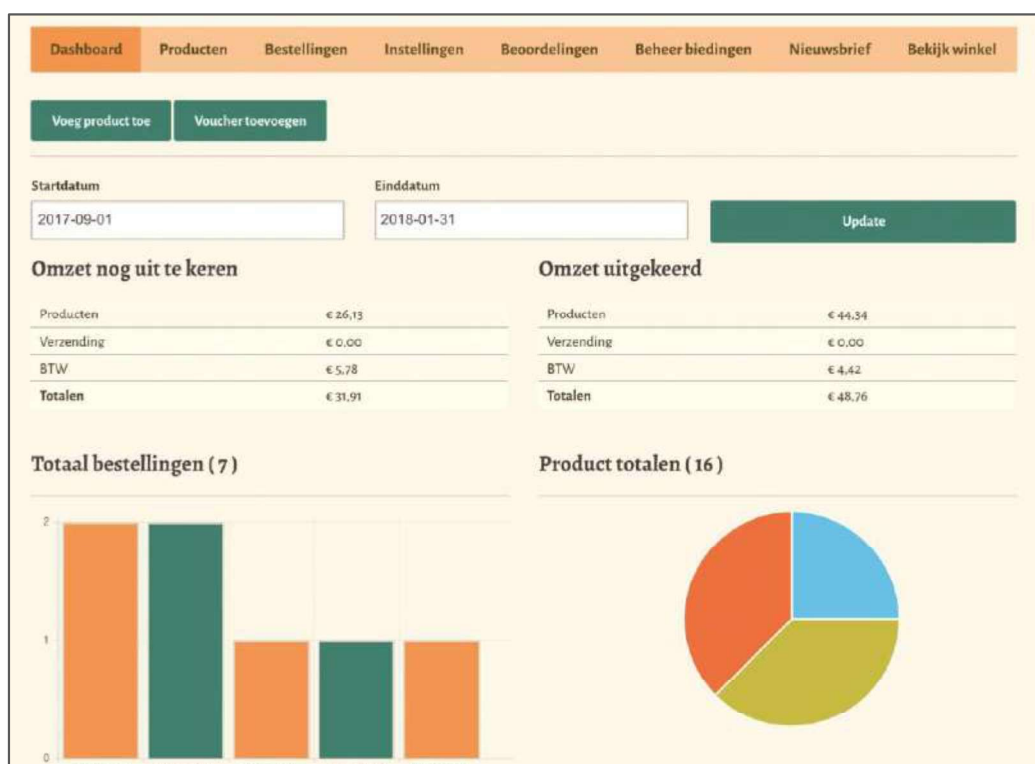 Dashboard Producten Bestellingen Instellingen Beoordelingen Beheer biedingen Nieuwsbrief Bekijk winkel
Voeg product toe Voucher toevoegen
Startdatum Einddatum
2017-09-01 2018-01-31 Update
Omzet nog uit te keren Omzet uitgekeerd
Producten € 26,13 Producten € 44,34
Verzending € 0,00 Verzending € 0,00
BTW € 5,78 BTW € 4,42
Totalen € 31,91 Totalen € 48,76
Totaal bestellingen ( 7 ) Product totalen ( 16 )
2
1
0